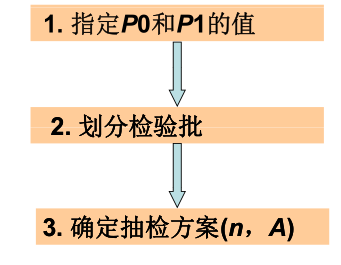 1. 指定P0和P1的值
2. 划分检验批
3. 确定抽检方案(n，A)